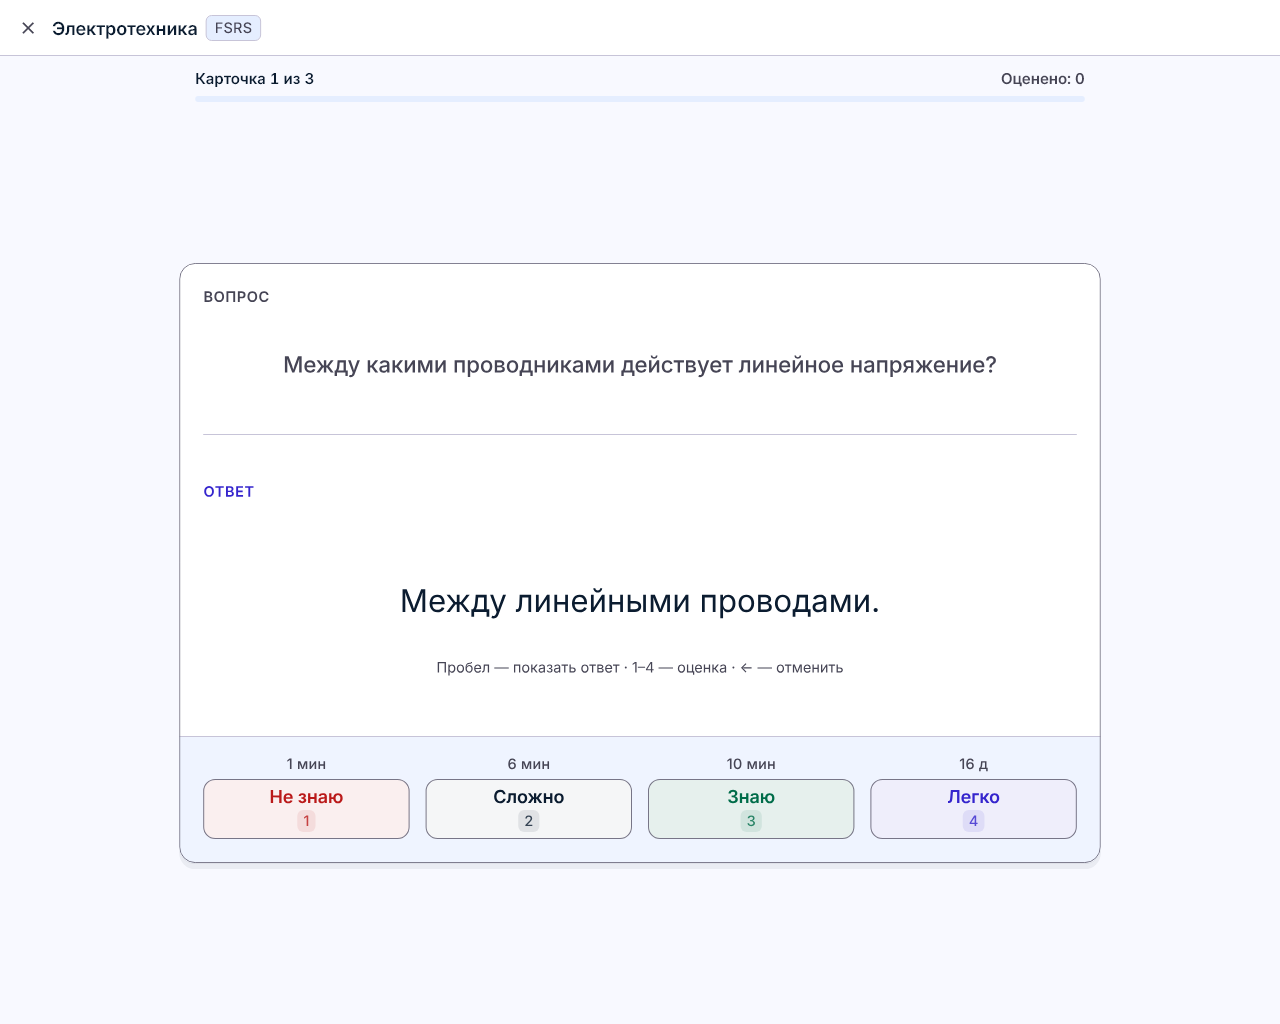 Электротехника FSRS
Карточка 1 из 3 Оценено: 0
ВОПРОС
Между какими проводниками действует линейное напряжение?
ОТВЕТ
Между линейными проводами.
Пробел — показать ответ · 1–4 — оценка · ← — отменить
1 мин 6 мин 10 мин 16 д
Не знаю Сложно Знаю Легко
1 2 3 4